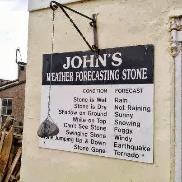 JOHN'S
WEATHER FORECASTING STONE
CONDITION FORECAST
Stone is Wet Rain
Stone is Dry Not Raining
Shadow on Ground Sunny
White on Top Snowing
Can't See Stone Foggy
Swinging Stone Windy
Stone Jumping Up & Down Earthquake
Stone Gone Tornado